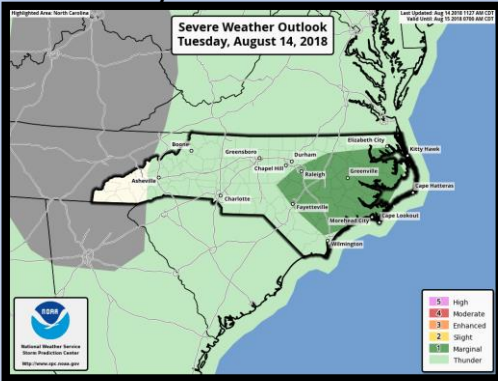 Highlighted Area: North Carolina
Last Updated: Aug 14 2018 1127 AM CDT
Valid Until: Aug 15 2018 0700 AM CDT
Severe Weather Outlook
Tuesday, August 14, 2018
Elizabeth City
Boone
Greensboro
Durham
Kitty Hawk
Chapel Hill
Raleigh
Greenville
Asheville
Cape Hatteras
Charlotte
Fayetteville
Cape Lookout
Morehead City
Wilmington
NOAA
National Weather Service
Storm Prediction Center
http://www.spc.noaa.gov
5 High
4 Moderate
3 Enhanced
2 Slight
1 Marginal
Thunder